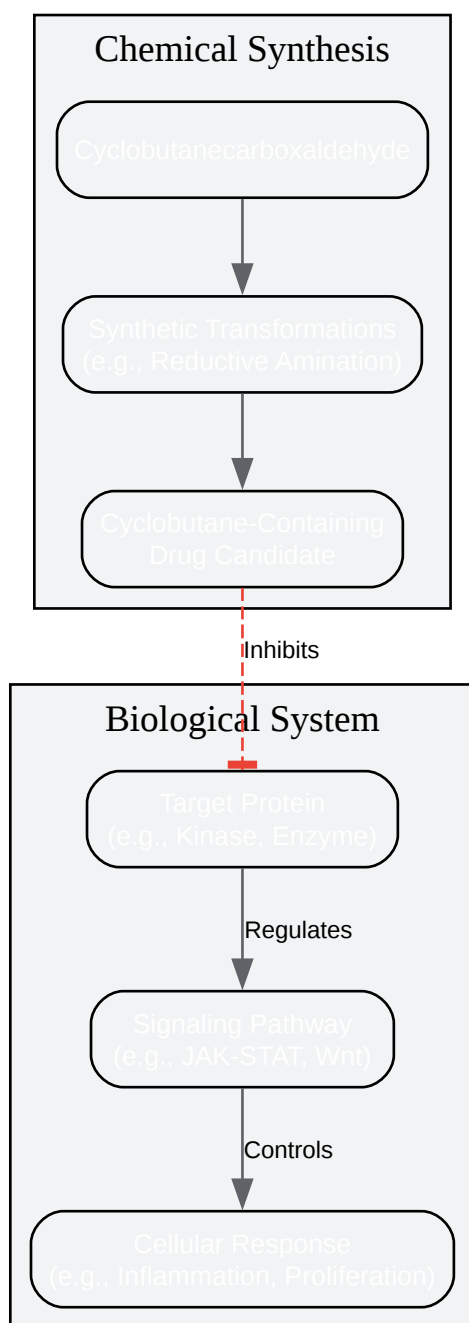 Chemical Synthesis
Cyclobutanecarboxaldehyde
Synthetic Transformations
(e.g., Reductive Amination)
Cyclobutane-Containing
Drug Candidate
Inhibits
Biological System
Target Protein
(e.g., Kinase, Enzyme)
Regulates
Signaling Pathway
(e.g., JAK-STAT, Wnt)
Controls
Cellular Response
(e.g., Inflammation, Proliferation)